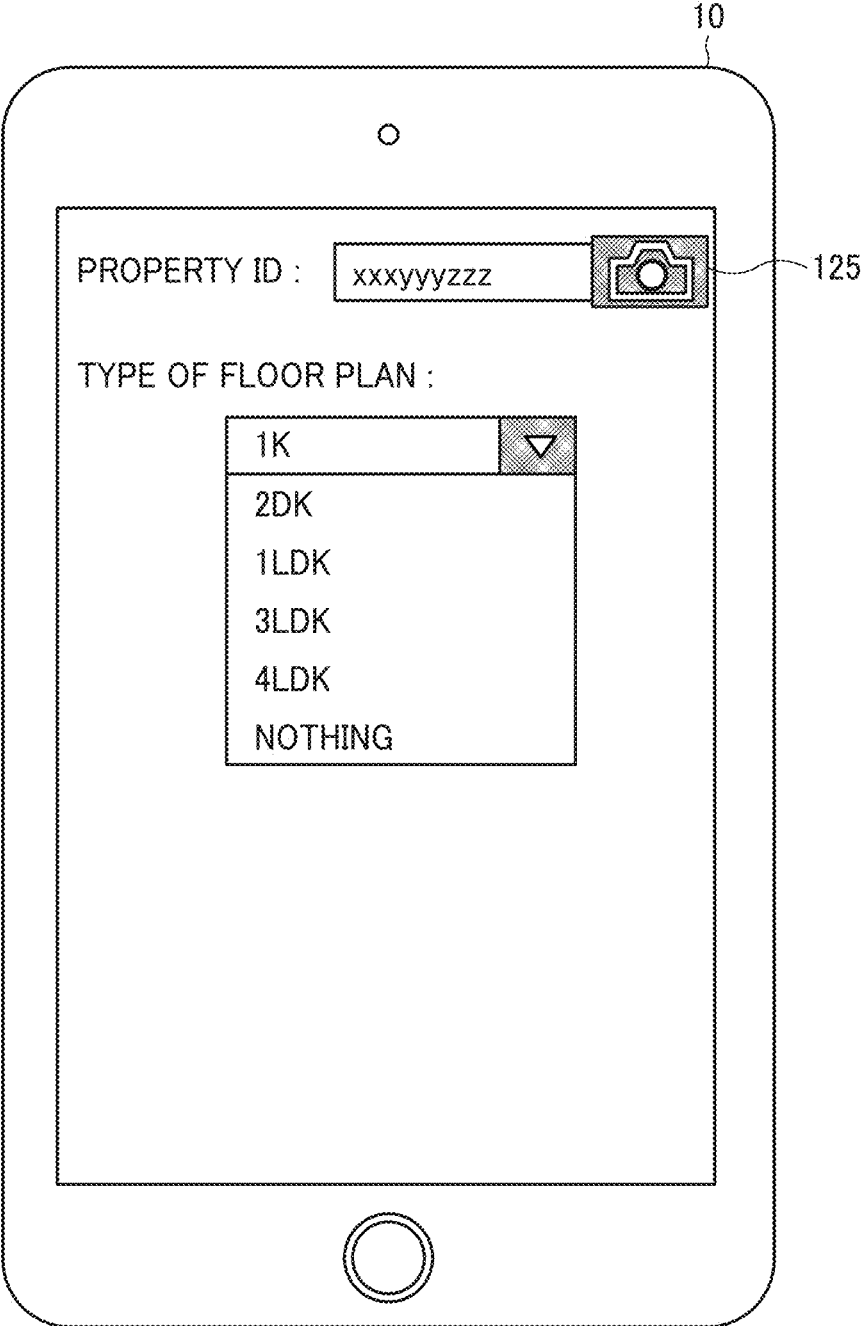 10
PROPERTY ID : xxxyyyzzz
125
TYPE OF FLOOR PLAN :
1K
2DK
1LDK
3LDK
4LDK
NOTHING